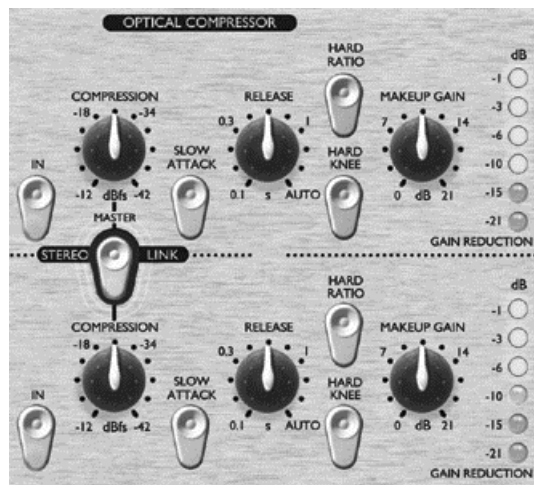 OPTICAL COMPRESSOR
HARD
RATIO
dB
-1
-3
-6
-10
-15
-21
GAIN REDUCTION
COMPRESSION
-18 -34
-12 dBfs -42
IN
SLOW
ATTACK
RELEASE
0.3 1
0.1 s AUTO
HARD
KNEE
MAKEUP GAIN
7 14
0 dB 21
MASTER
STEREO LINK
HARD
RATIO
dB
-1
-3
-6
-10
-15
-21
GAIN REDUCTION
COMPRESSION
-18 -34
-12 dBfs -42
IN
SLOW
ATTACK
RELEASE
0.3 1
0.1 s AUTO
HARD
KNEE
MAKEUP GAIN
7 14
0 dB 21